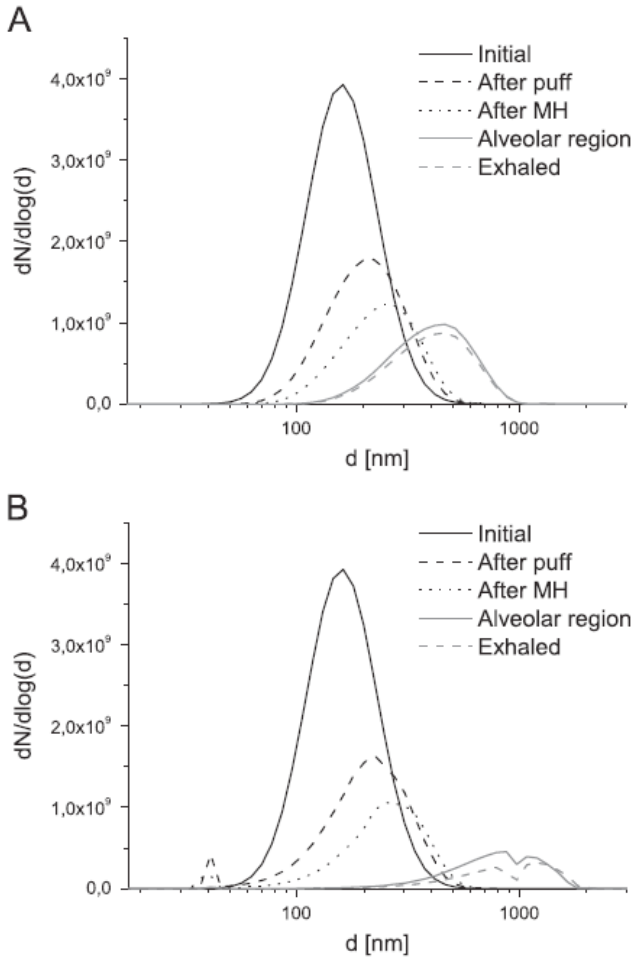 A
Initial
After puff
After MH
Alveolar region
Exhaled
4,0x10⁹
3,0x10⁹
2,0x10⁹
1,0x10⁹
0,0
dN/dlog(d)
100
1000
d [nm]
B
Initial
After puff
After MH
Alveolar region
Exhaled
4,0x10⁹
3,0x10⁹
2,0x10⁹
1,0x10⁹
0,0
dN/dlog(d)
100
1000
d [nm]